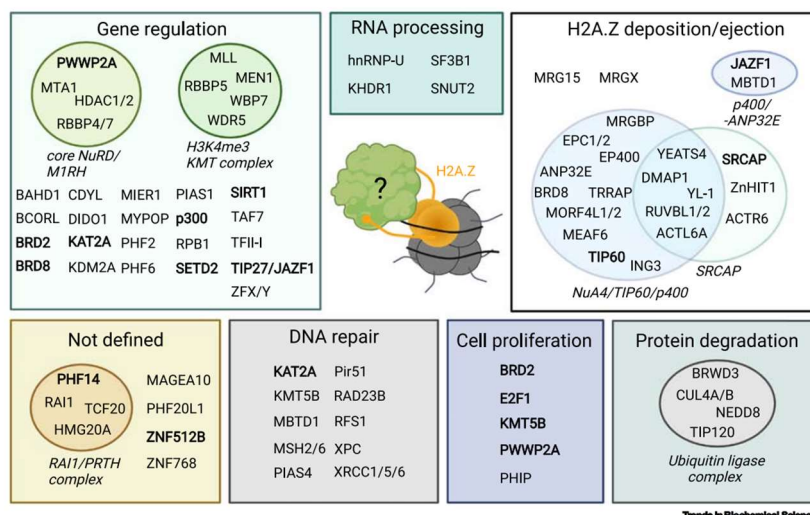 Gene regulation
PWWP2A
MTA1
HDAC1/2
RBBP4/7
core NuRD/
M1RH
MLL
RBBP5
MEN1
WBP7
WDR5
H3K4me3
KMT complex
BAHD1 CDYL MIER1 PIAS1 SIRT1
BCORL DIDO1 MYPOP p300 TAF7
BRD2 KAT2A PHF2 RPB1 TFII-I
BRD8 KDM2A PHF6 SETD2 TIP27/JAZF1
ZFX/Y
RNA processing
hnRNP-U SF3B1
KHDR1 SNUT2
?
H2A.Z
H2A.Z deposition/ejection
MRG15 MRGX
JAZF1
MBTD1
p400/
-ANP32E
MRGBP
EPC1/2
EP400
ANP32E
BRD8 TRRAP
MORF4L1/2
MEAF6
TIP60
ING3
YEATS4
DMAP1
YL-1
RUVBL1/2
ACTL6A
SRCAP
ZnHIT1
ACTR6
SRCAP
NuA4/TIP60/p400
Not defined
PHF14
RAI1
TCF20
HMG20A
RAI1/PRTH
complex
MAGEA10
PHF20L1
ZNF512B
ZNF768
DNA repair
KAT2A Pir51
KMT5B RAD23B
MBTD1 RFS1
MSH2/6 XPC
PIAS4 XRCC1/5/6
Cell proliferation
BRD2
E2F1
KMT5B
PWWP2A
PHIP
Protein degradation
BRWD3
CUL4A/B
NEDD8
TIP120
Ubiquitin ligase
complex